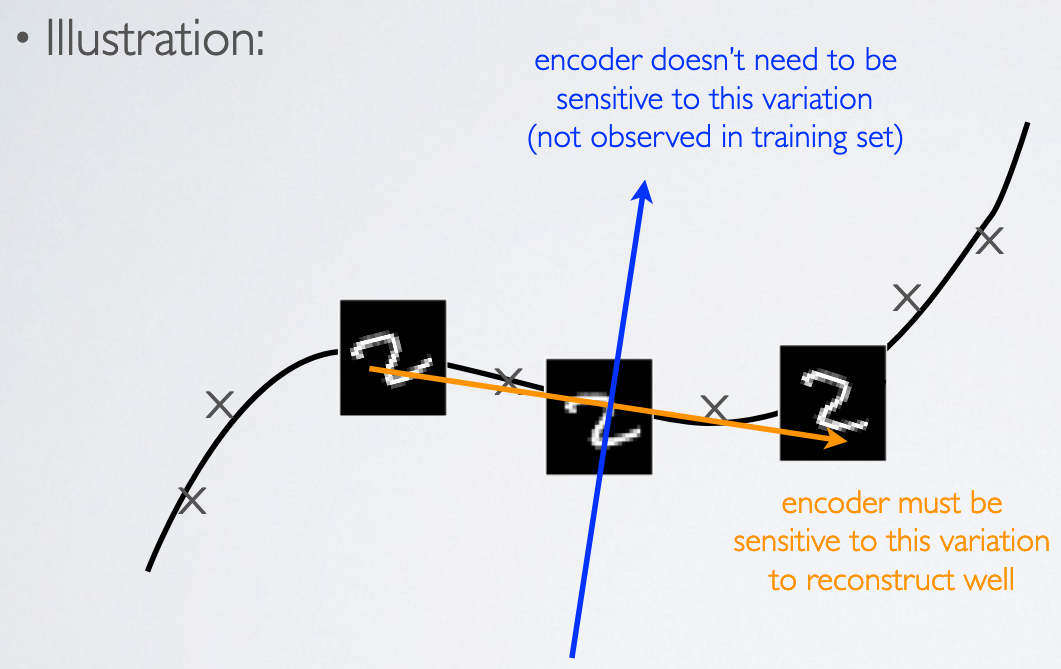 • Illustration:
encoder doesn't need to be
sensitive to this variation
(not observed in training set)
encoder must be
sensitive to this variation
to reconstruct well